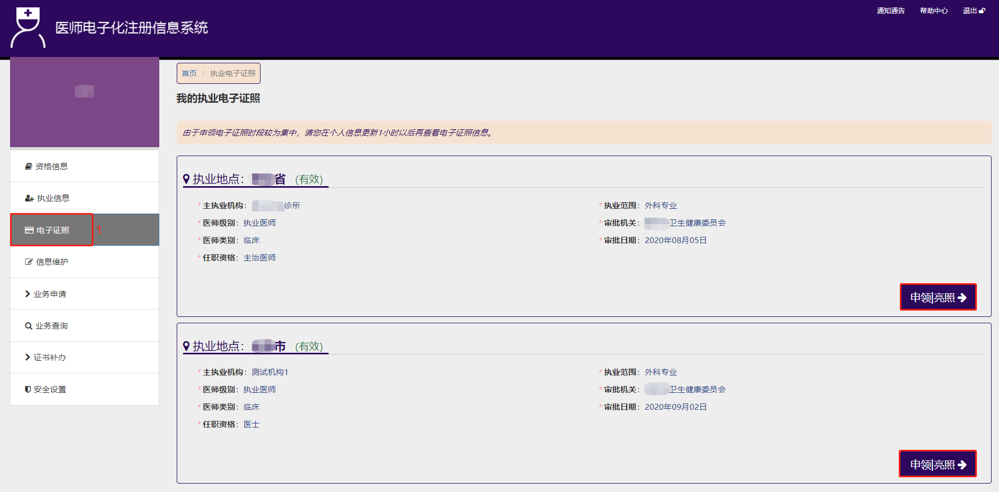 通知通告 帮助中心 退出
医师电子化注册信息系统
首页 / 执业电子证照
我的执业电子证照
由于申领电子证照时段较为集中，请您在个人信息更新1小时以后再查看电子证照信息。
资格信息
执业信息
电子证照 1
信息维护
业务申请
业务查询
证书补办
安全设置
执业地点： 省 （有效）
*主执业机构： 诊所
*执业范围：外科专业
*医师级别：执业医师
*审批机关： 卫生健康委员会
*医师类别：临床
*审批日期：2020年08月05日
*任职资格：主治医师
申领|亮照
执业地点： 市 （有效）
*主执业机构：测试机构1
*执业范围：外科专业
*医师级别：执业医师
*审批机关： 卫生健康委员会
*医师类别：临床
*审批日期：2020年09月02日
*任职资格：医士
申领|亮照